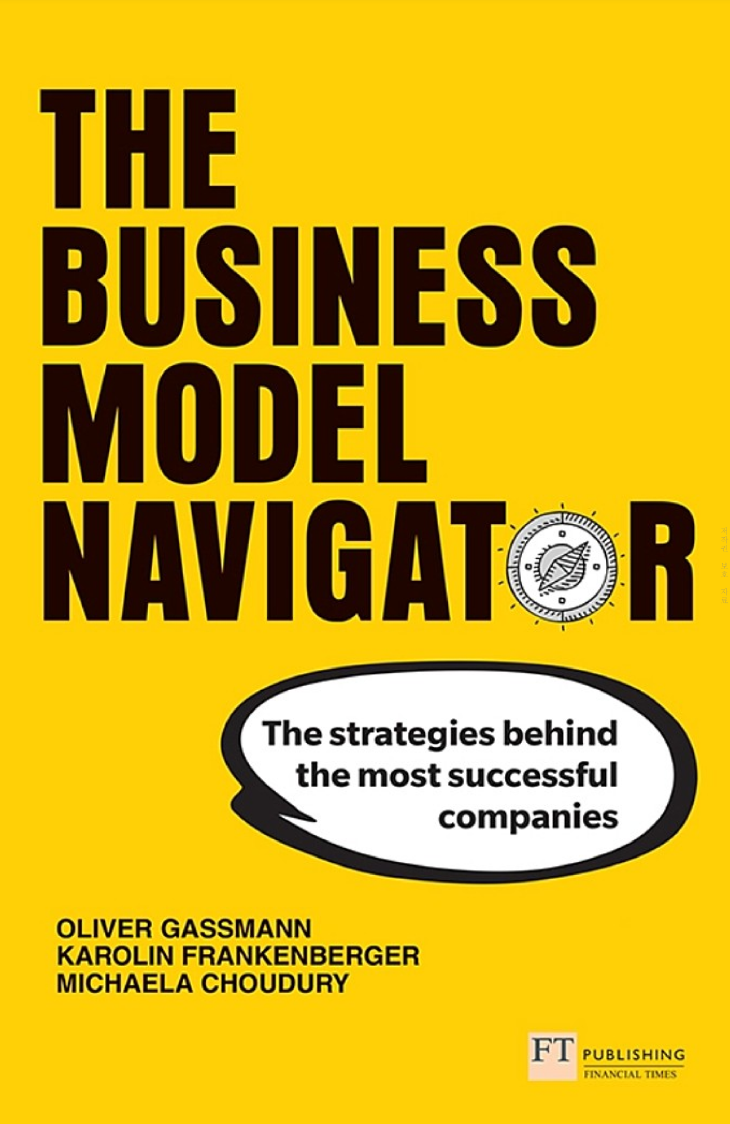 THE
BUSINESS
MODEL
NAVIGATOR
The strategies behind
the most successful
companies
OLIVER GASSMANN
KAROLIN FRANKENBERGER
MICHAELA CHOUDURY
FT PUBLISHING
FINANCIAL TIMES